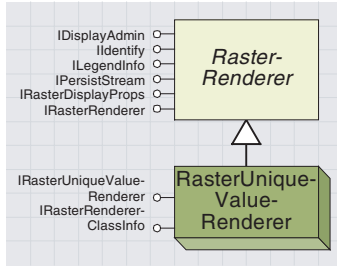 IDisplayAdmin
IIdentify
ILegendInfo
IPersistStream
IRasterDisplayProps
IRasterRenderer
Raster-
Renderer
IRasterUniqueValue-
Renderer
IRasterRenderer-
ClassInfo
RasterUnique-
Value-
Renderer